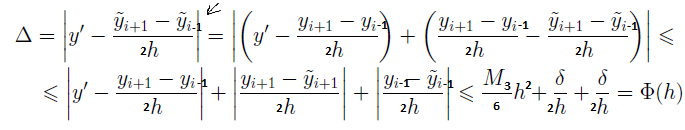 Δ = |y′ − (ỹ_{i+1} − ỹ_{i-1})/2h| = |(y′ − (y_{i+1} − y_{i-1})/2h) + ((y_{i+1} − y_{i-1})/2h − (ỹ_{i+1} − ỹ_{i-1})/2h)| ⩽
⩽ |y′ − (y_{i+1} − y_{i-1})/2h| + |(y_{i+1} − ỹ_{i+1})/2h| + |(y_{i-1} − ỹ_{i-1})/2h| ⩽ M_3/6 h² + δ/2h + δ/2h = Φ(h)